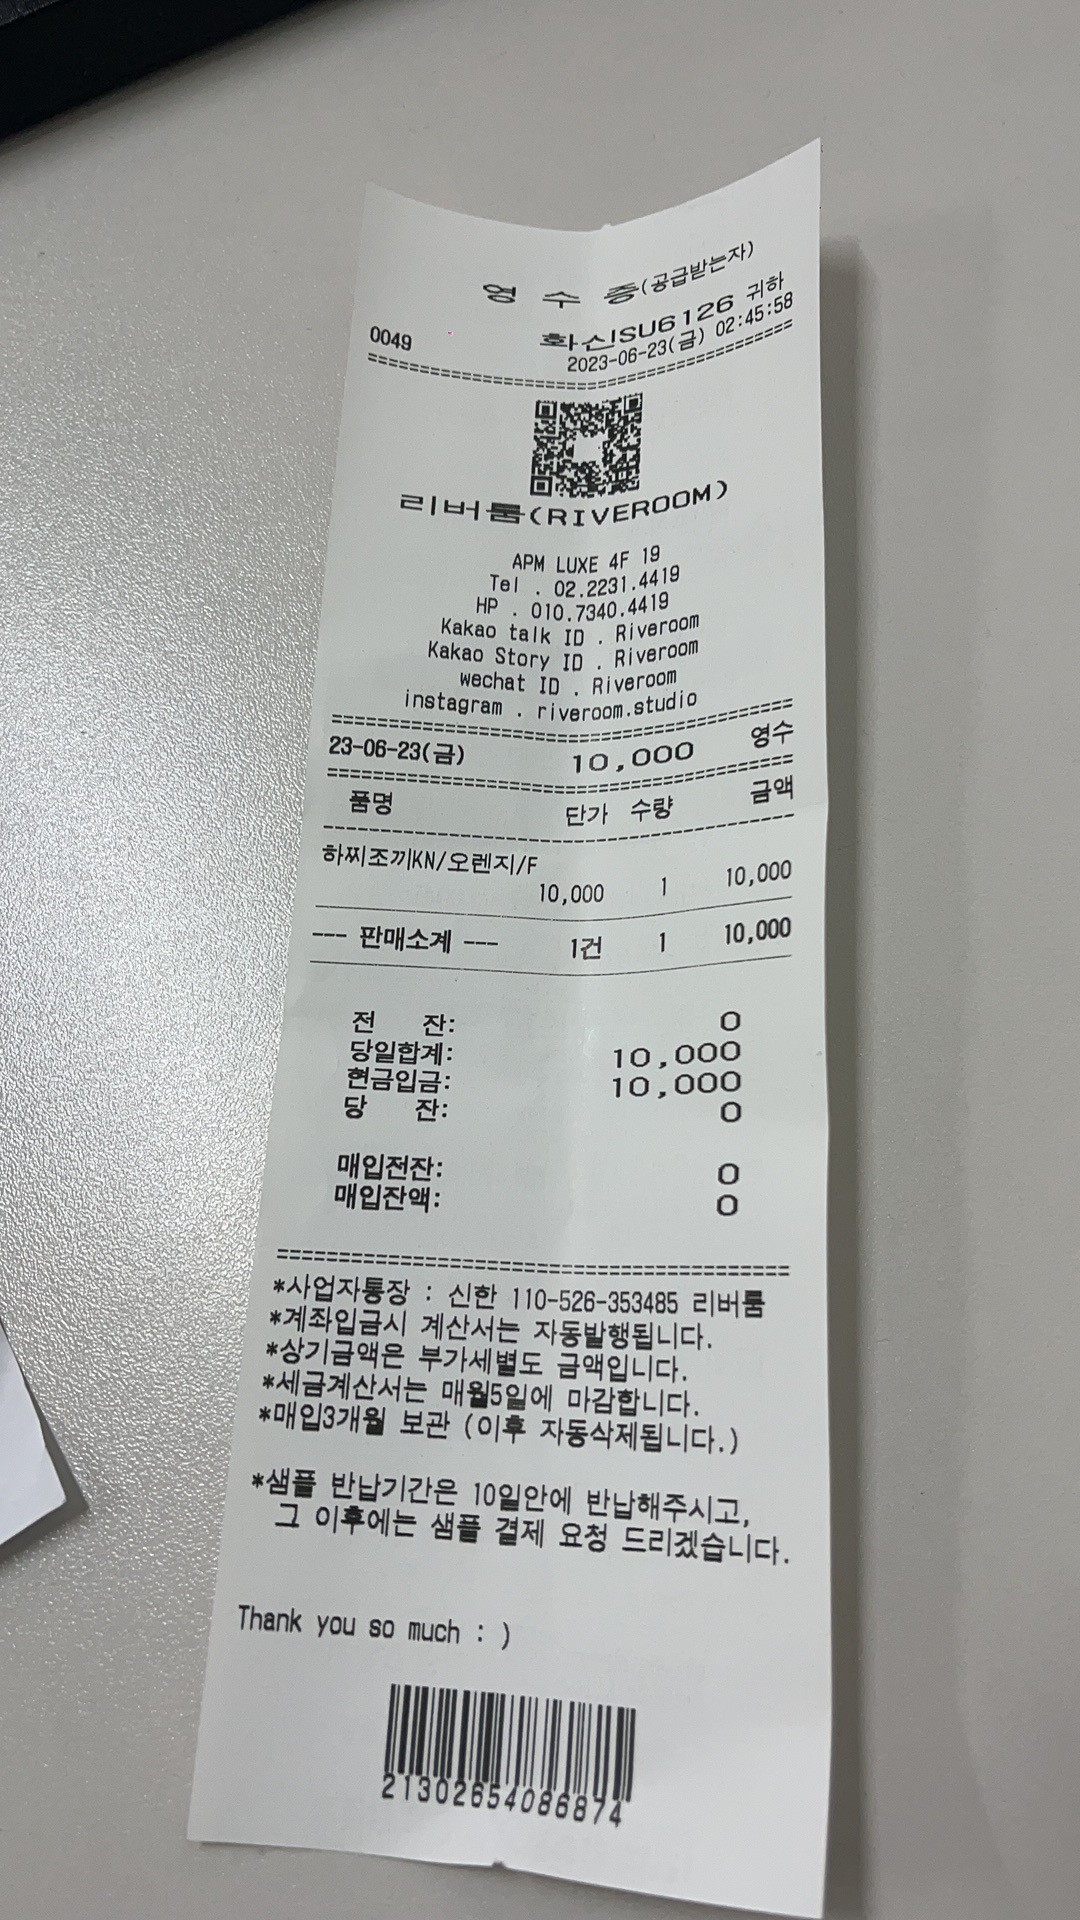 영 수 증(공급받는자)
0049 화신ISU6126 귀하
2023-06-23(금) 02:45:58
리버룸(RIVEROOM)
APM LUXE 4F 19
Tel . 02.2231.4419
HP . 010.7340.4419
Kakao talk ID . Riveroom
Kakao Story ID . Riveroom
wechat ID . Riveroom
instagram . riveroom.studio
23-06-23(금) 10,000 영수
품명 단가 수량 금액
하찌조끼KN/오렌지/F
10,000 1 10,000
--- 판매소계 --- 1건 1 10,000
전 잔: 0
당일합계: 10,000
현금입금: 10,000
당 잔: 0
매입전잔: 0
매입잔액: 0
*사업자통장 : 신한 110-526-353485 리버룸
*계좌입금시 계산서는 자동발행됩니다.
*상기금액은 부가세별도 금액입니다.
*세금계산서는 매월5일에 마감합니다.
*매입3개월 보관 (이후 자동삭제됩니다.)
*샘플 반납기간은 10일안에 반납해주시고,
그 이후에는 샘플 결제 요청 드리겠습니다.
Thank you so much : )
21302654086874